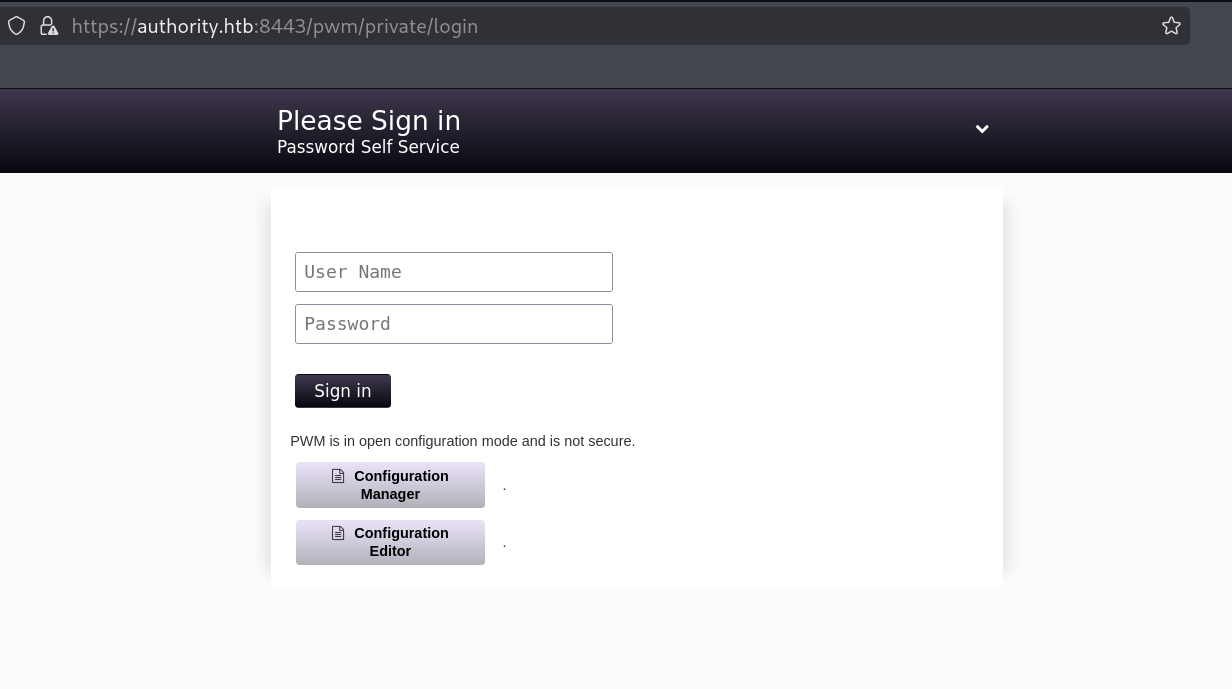 https://authority.htb:8443/pwm/private/login
Please Sign in
Password Self Service
User Name
Password
Sign in
PWM is in open configuration mode and is not secure.
Configuration
Manager
.
Configuration
Editor
.